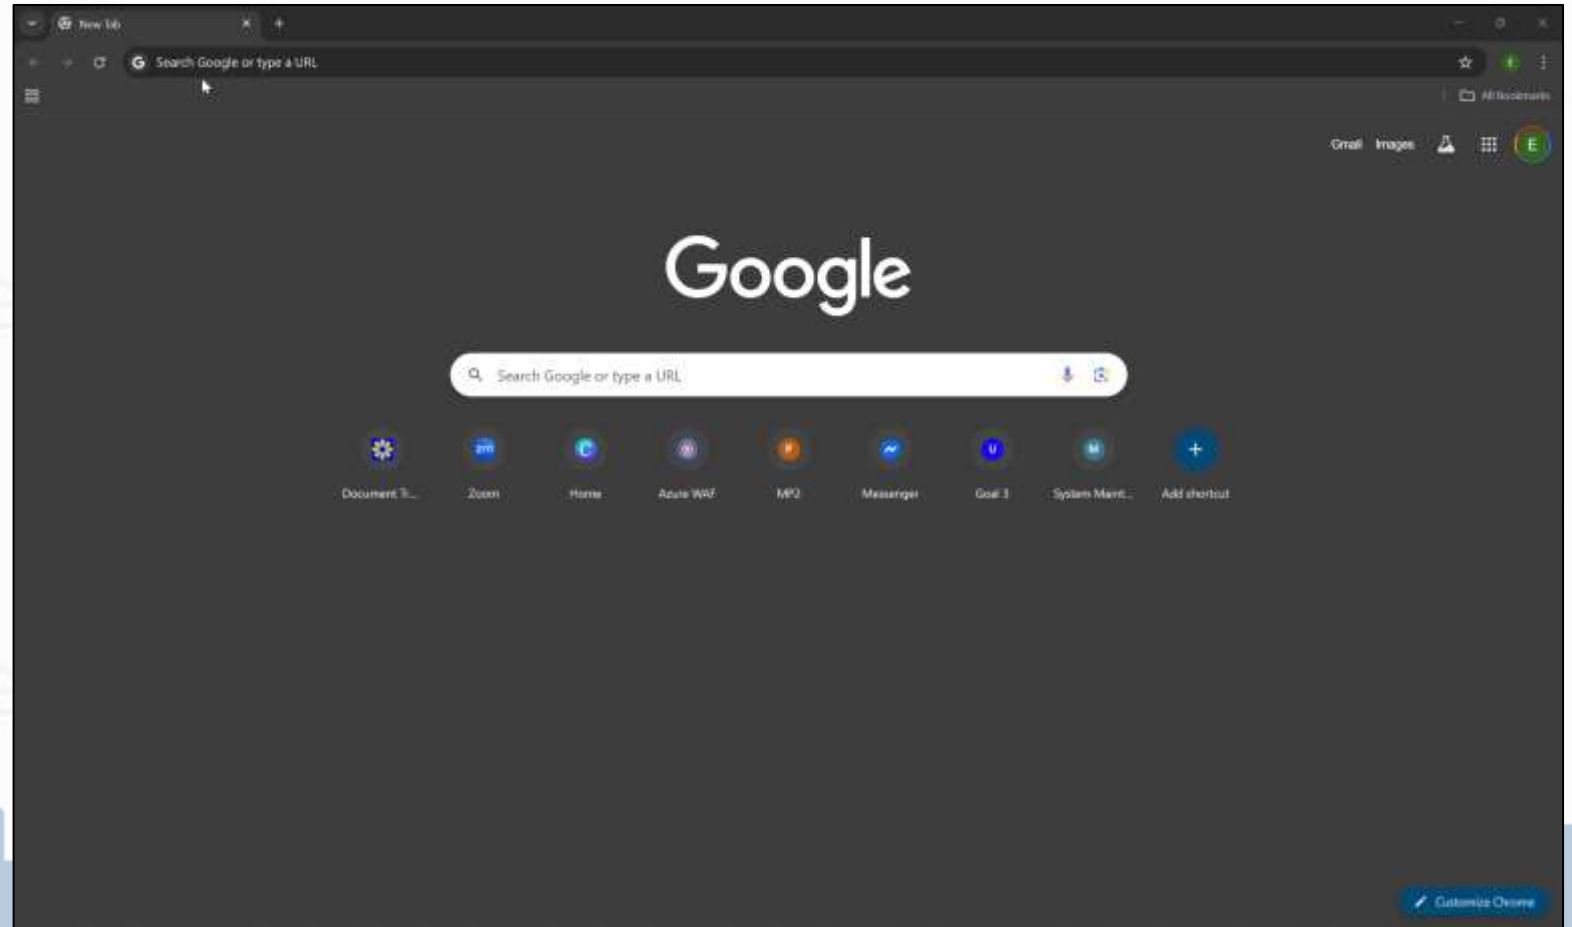 New Tab
Search Google or type a URL
All Bookmarks
Gmail Images E
Google
Search Google or type a URL
Document Tr... Zoom Home Azure WAF MP2 Messenger Goal 3 System Maint... Add shortcut
Customize Chrome